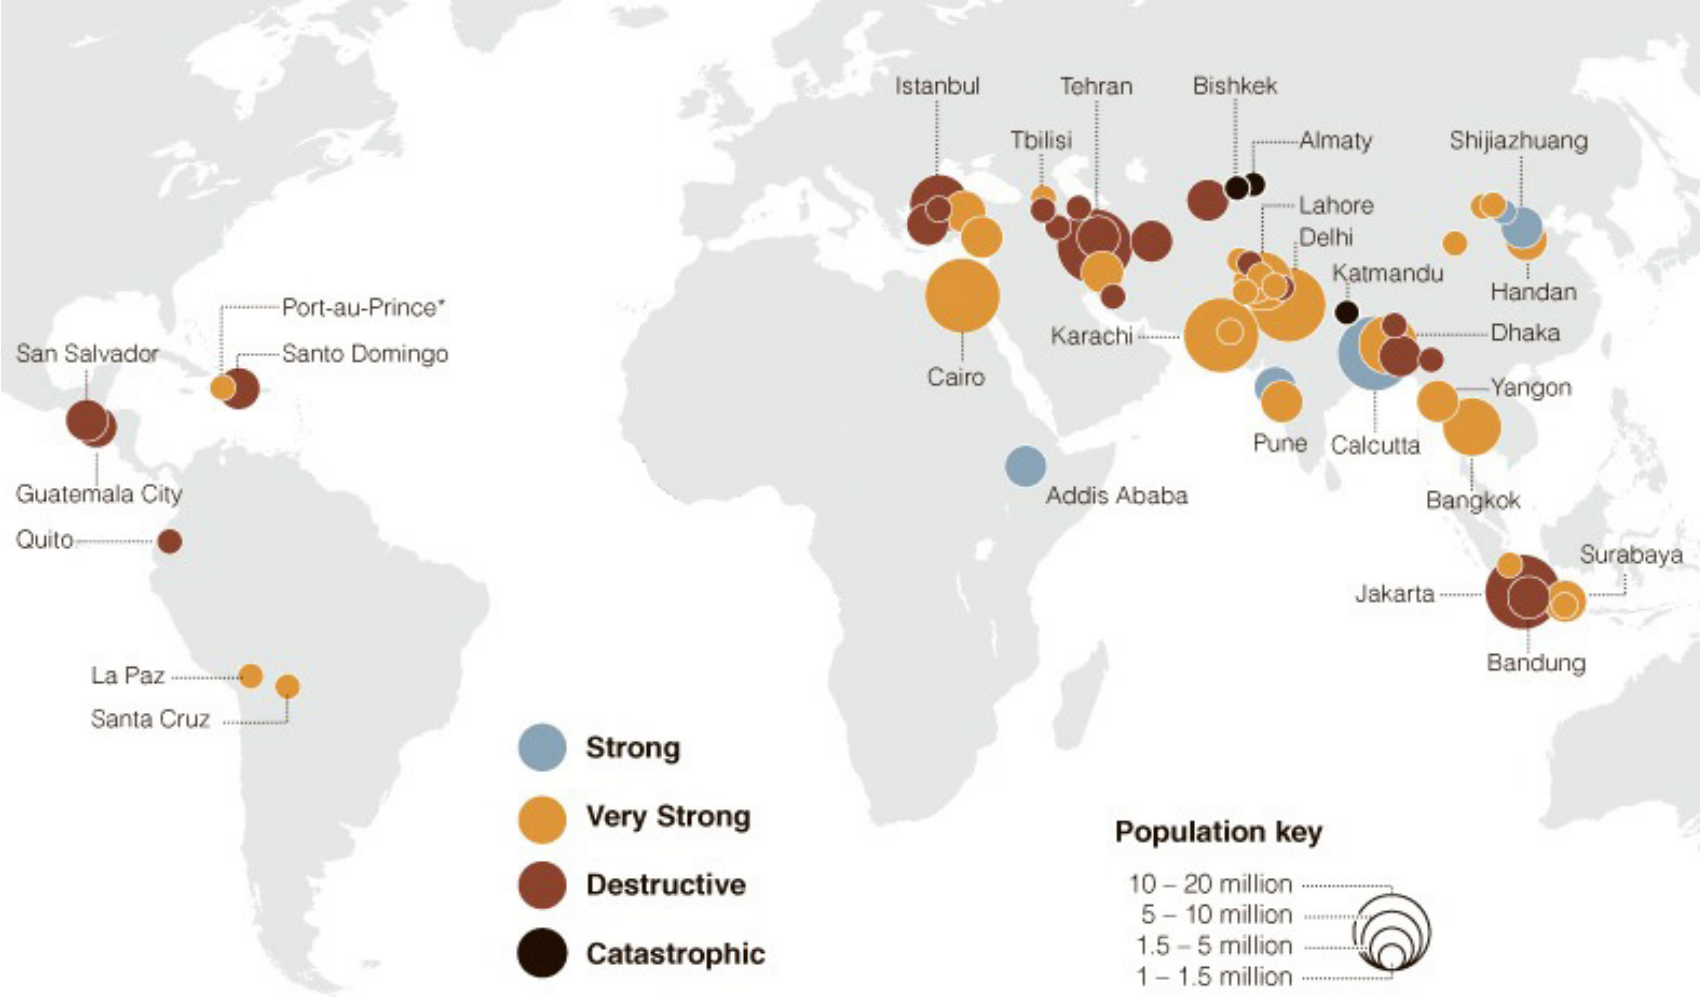 Istanbul
Tehran
Bishkek
Tbilisi
Almaty
Shijiazhuang
Lahore
Delhi
Katmandu
Handan
Port-au-Prince*
Karachi
Dhaka
San Salvador
Santo Domingo
Cairo
Yangon
Pune
Calcutta
Guatemala City
Addis Ababa
Bangkok
Quito
Surabaya
Jakarta
Bandung
La Paz
Santa Cruz
Strong
Very Strong
Destructive
Catastrophic
Population key
10 – 20 million
5 – 10 million
1.5 – 5 million
1 – 1.5 million